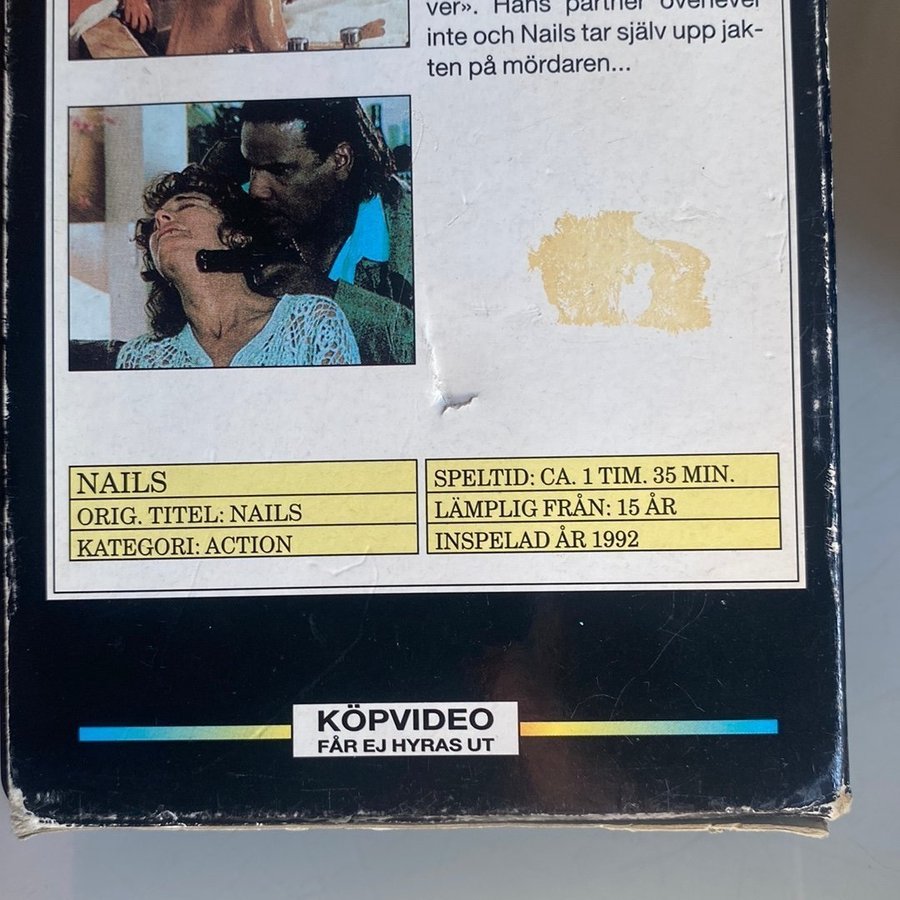 ver». Hans partner överlever
inte och Nails tar själv upp jak-
ten på mördaren...
NAILS
ORIG. TITEL: NAILS
KATEGORI: ACTION
SPELTID: CA. 1 TIM. 35 MIN.
LÄMPLIG FRÅN: 15 ÅR
INSPELAD ÅR 1992
KÖPVIDEO
FÅR EJ HYRAS UT